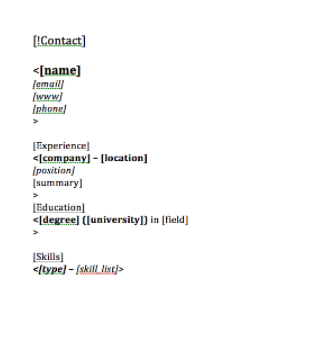 [!Contact]
<[name]
[email]
[www]
[phone]
>
[Experience]
<[company] – [location]
[position]
[summary]
>
[Education]
<[degree] ([university]) in [field]
>
[Skills]
<[type] – [skill_list]>